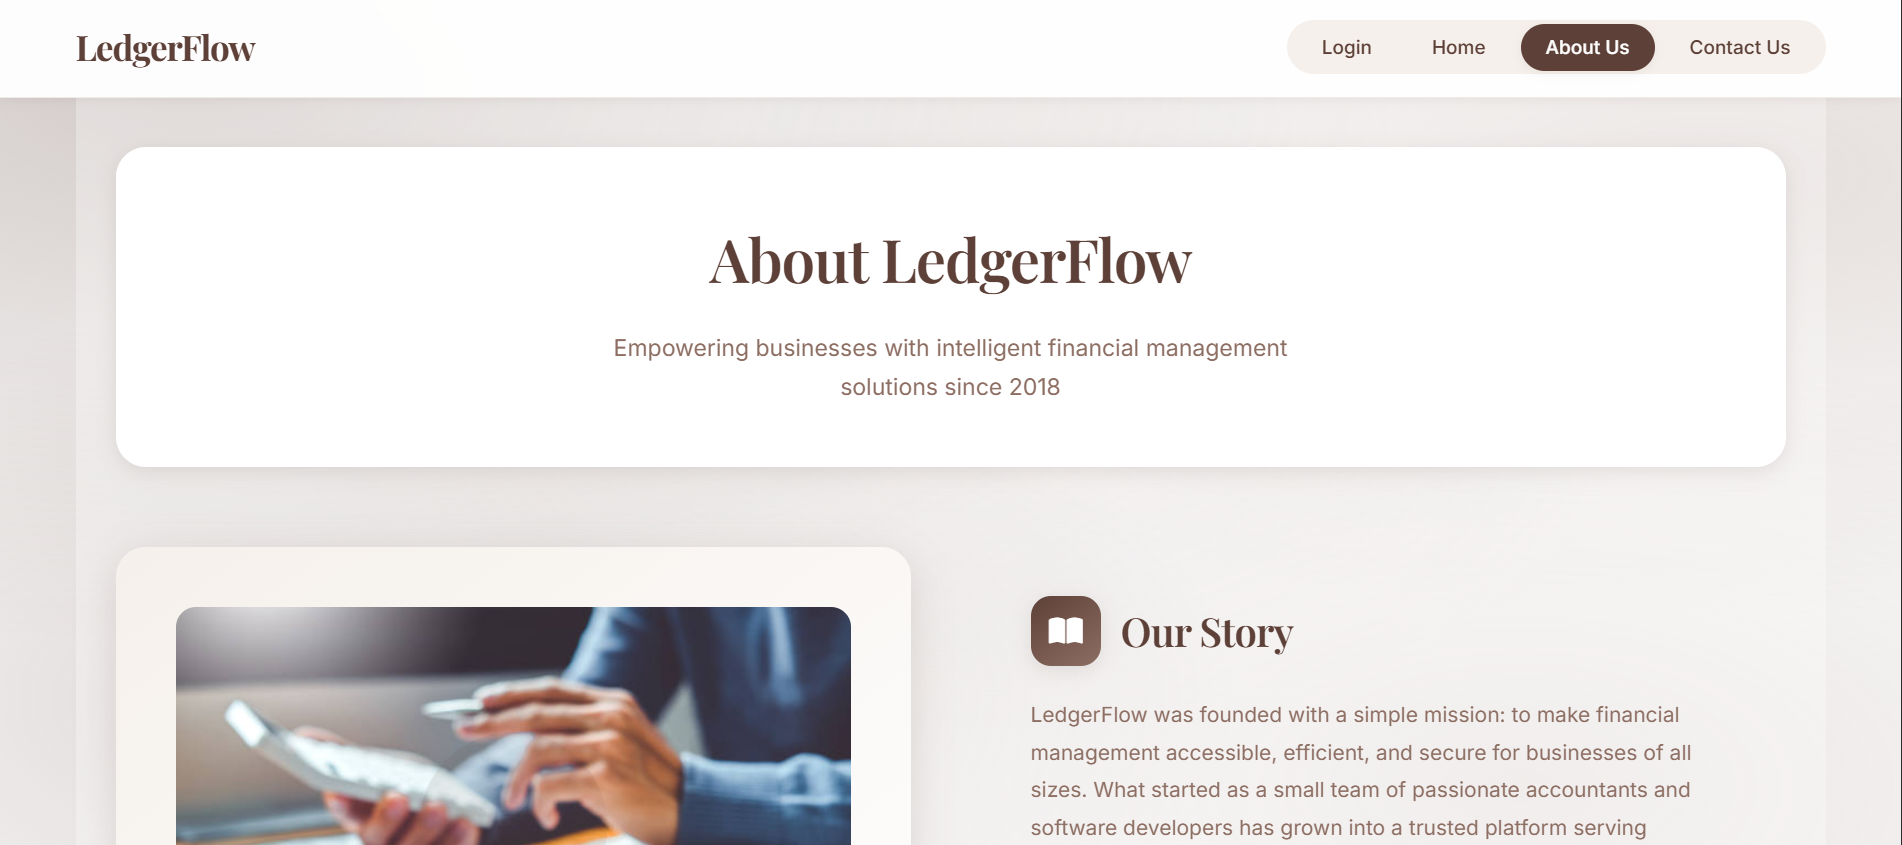 LedgerFlow
Login
Home
About Us
Contact Us
About LedgerFlow
Empowering businesses with intelligent financial management
solutions since 2018
Our Story
LedgerFlow was founded with a simple mission: to make financial
management accessible, efficient, and secure for businesses of all
sizes. What started as a small team of passionate accountants and
software developers has grown into a trusted platform serving